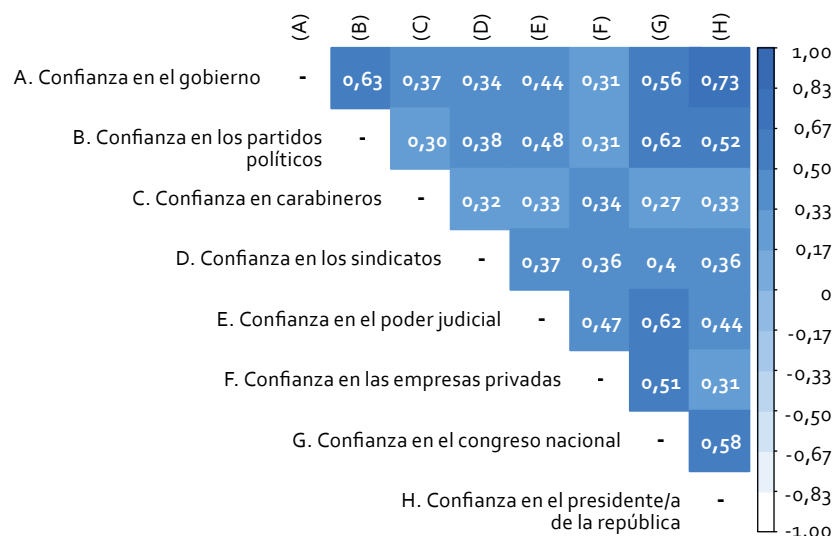 (A) (B) (C) (D) (E) (F) (G) (H)
A. Confianza en el gobierno - 0,63 0,37 0,34 0,44 0,31 0,56 0,73
B. Confianza en los partidos
políticos - 0,30 0,38 0,48 0,31 0,62 0,52
C. Confianza en carabineros - 0,32 0,33 0,34 0,27 0,33
D. Confianza en los sindicatos - 0,37 0,36 0,4 0,36
E. Confianza en el poder judicial - 0,47 0,62 0,44
F. Confianza en las empresas privadas - 0,51 0,31
G. Confianza en el congreso nacional - 0,58
H. Confianza en el presidente/a
de la república -
1,00
0,83
0,67
0,50
0,33
0,17
0
-0,17
-0,33
-0,50
-0,67
-0,83
-1,00